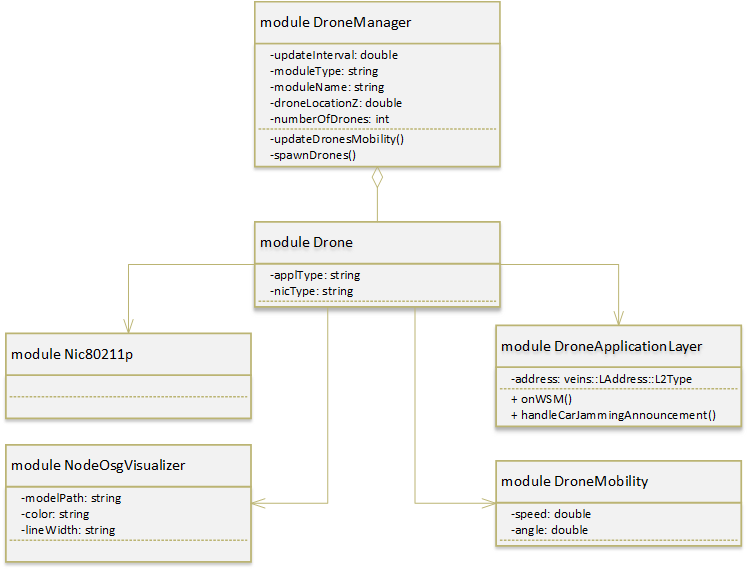 module DroneManager
-updateInterval: double
-moduleType: string
-moduleName: string
-droneLocationZ: double
-numberOfDrones: int
-updateDronesMobility()
-spawnDrones()
module Drone
-applType: string
-nicType: string
module Nic80211p
module DroneApplicationLayer
-address: veins::LAddress::L2Type
+ onWSM()
+ handleCarJammingAnnouncement()
module NodeOsgVisualizer
-modelPath: string
-color: string
-lineWidth: string
module DroneMobility
-speed: double
-angle: double